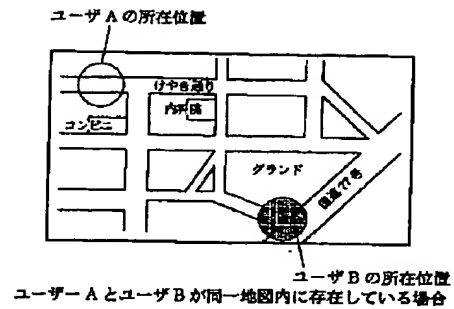 ユーザAの所在位置
けやき通り
内科医
コンビニ
グランド
国道27号
ユーザBの所在位置
ユーザーAとユーザBが同一地図内に存在している場合